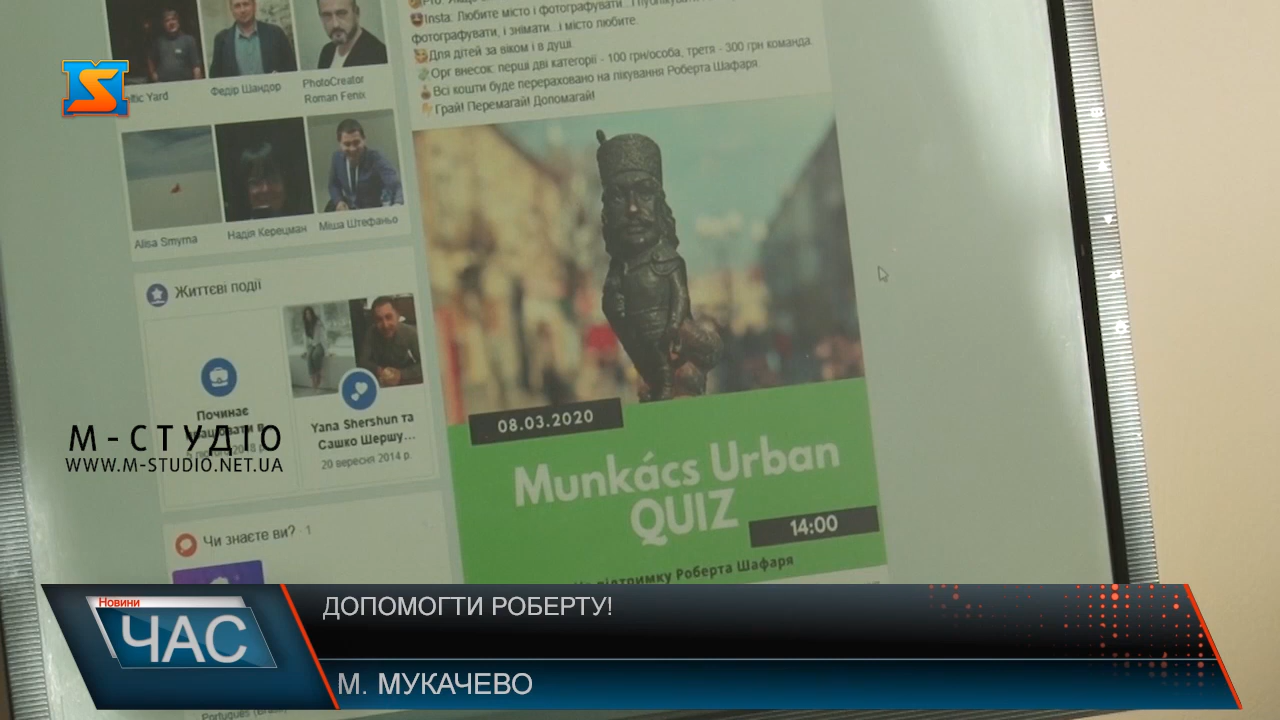 Insta. Любите місто і фотографувати
фотографувати, і знімати...і місто любите.
Для дітей за віком і в душі.
Орг внесок: перші дві категорії - 100 грн/особа, третя - 300 грн команда.
Всі кошти буде перераховано на лікування Роберта Шафаря.
Грай! Перемагай! Допомагай!
Yard
Федір Шандор
PhotoCreator
Roman Fenix
Alisa Smyrna
Надія Керецман
Міша Штефаньо
Життєві події
Починає
Yana Shershun та
Сашко Шершу...
20 вересня 2014 р.
Чи знаєте ви? · 1
08.03.2020
Munkács Urban
QUIZ
14:00
підтримку Роберта Шафаря
М-СТУДІО
WWW.M-STUDIO.NET.UA
Новини
ЧАС
ДОПОМОГТИ РОБЕРТУ!
М. МУКАЧЕВО